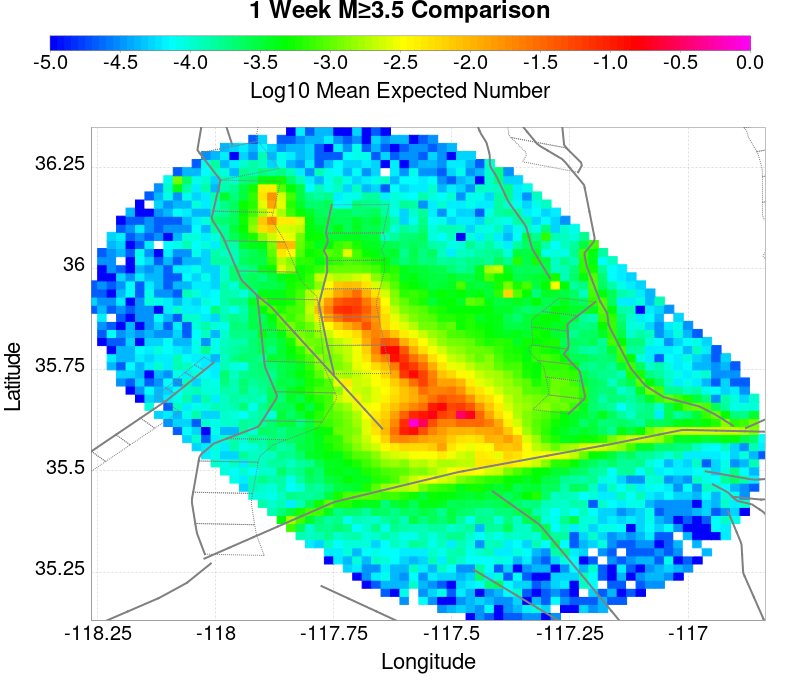 1 Week M≥3.5 Comparison
-5.0 -4.5 -4.0 -3.5 -3.0 -2.5 -2.0 -1.5 -1.0 -0.5 0.0
Log10 Mean Expected Number
36.25
36
35.75
35.5
35.25
Latitude
-118.25 -118 -117.75 -117.5 -117.25 -117
Longitude